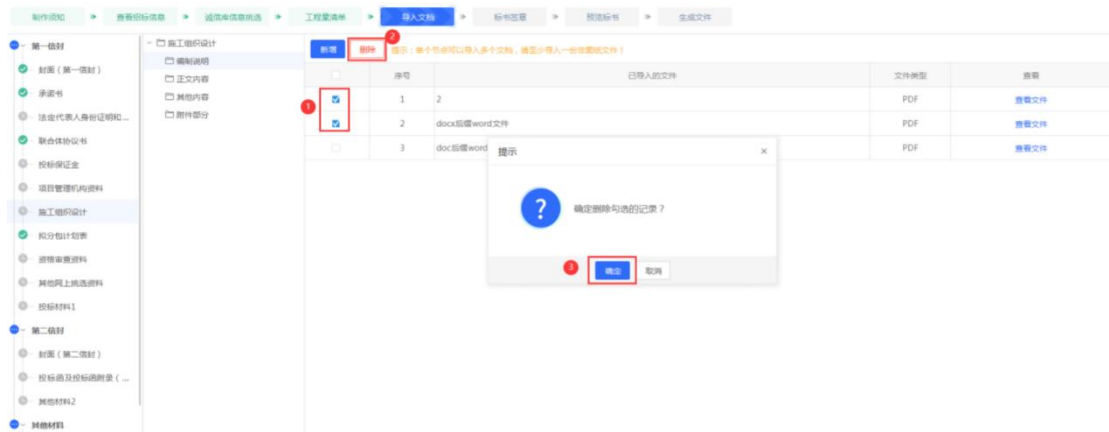 制作须知 查看招标信息 诚信库信息挑选 工程量清单 导入文档 标书签章 预览标书 生成文件
第一信封
封面（第一信封）
承诺书
法定代表人身份证明和...
联合体协议书
投标保证金
项目管理机构资料
施工组织设计
拟分包计划表
资格审查资料
其他网上挑选资料
投标材料1
第二信封
封面（第二信封）
投标函及投标函附录（ ...
其他材料2
其他材料
施工组织设计
编制说明
正文内容
其他内容
附件部分
2
新增 删除 提示：单个节点可以导入多个文档，请至少导入一份非图纸文件！
序号 已导入的文件 文件类型 查看
1
1 2 PDF 查看文件
2 docx后缀word文件 PDF 查看文件
3 doc后缀word PDF 查看文件
提示 ×
? 确定删除勾选的记录？
3 确定 取消